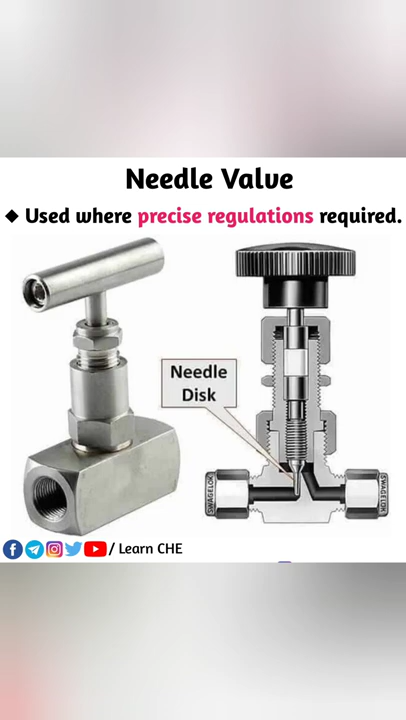 Needle Valve
◆ Used where precise regulations required.
Needle
Disk
SWAGELOK
SWAGELOK
/ Learn CHE